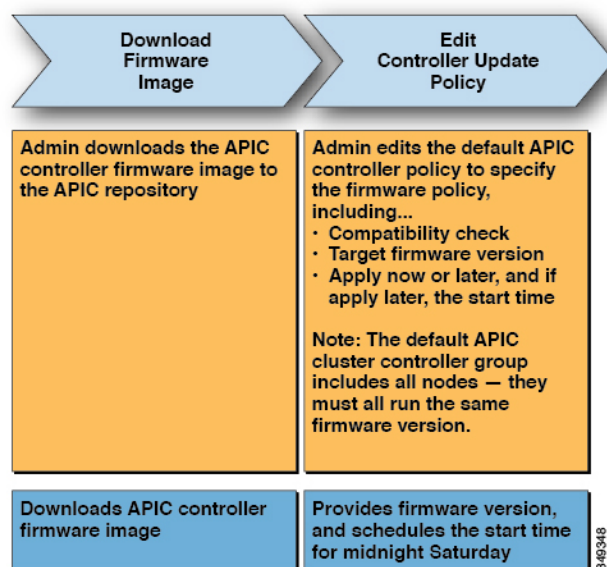 Download
Firmware
Image
Edit
Controller Update
Policy
Admin downloads the APIC
controller firmware image to
the APIC repository
Admin edits the default APIC
controller policy to specify
the firmware policy,
including...
· Compatibility check
· Target firmware version
· Apply now or later, and if
apply later, the start time
Note: The default APIC
cluster controller group
includes all nodes — they
must all run the same
firmware version.
Downloads APIC controller
firmware image
Provides firmware version,
and schedules the start time
for midnight Saturday
349348